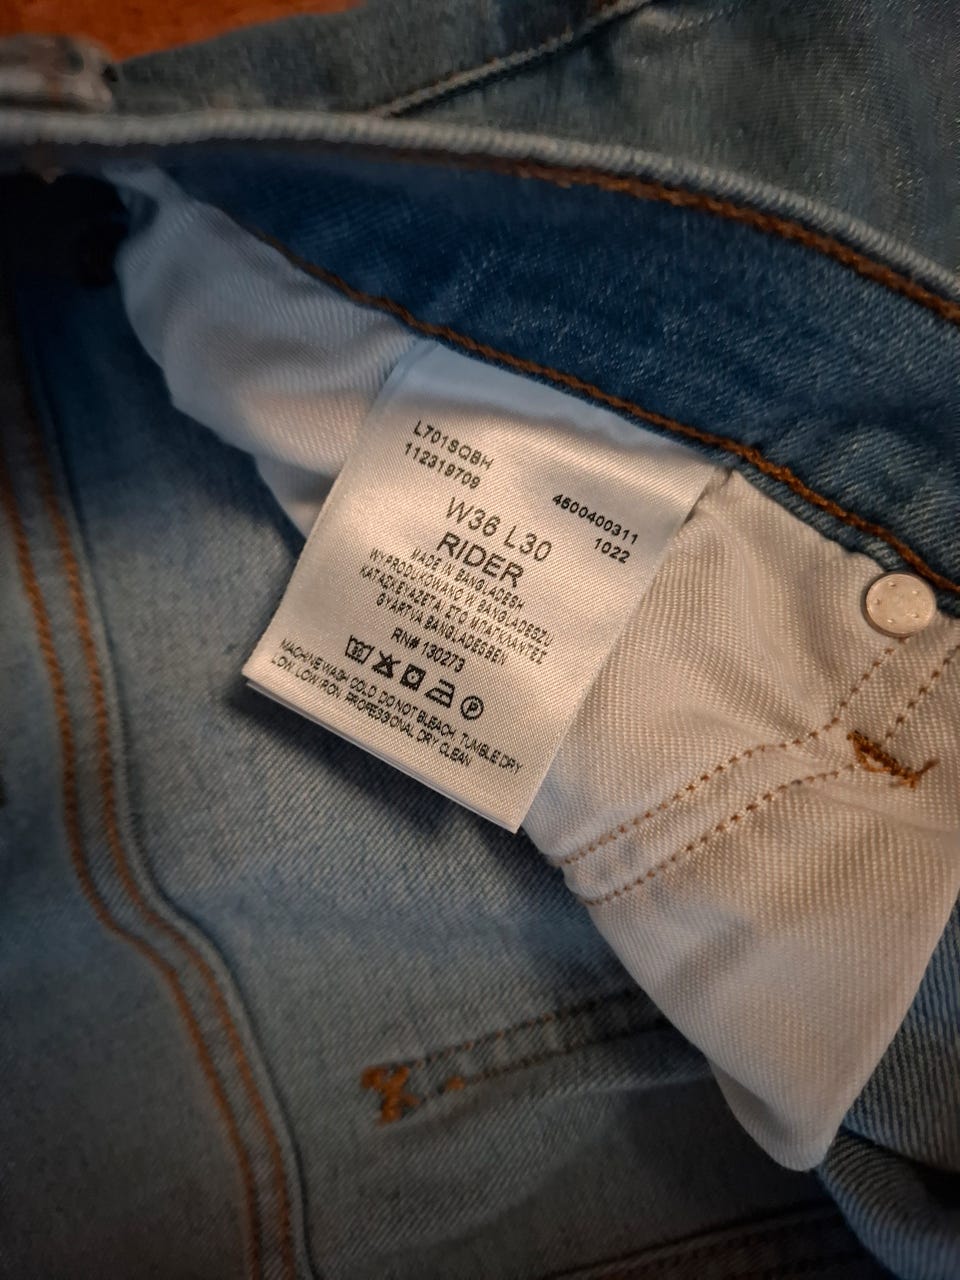 L701SQBH
112319709
4500400311
1022
W36 L30
RIDER
MADE IN BANGLADESH
WYPRODUKOWANO W BANGLADESZU
ΚΑΤΑΣΚΕΥΑΖΕΤΑΙ ΣΤΟ ΜΠΑΓΚΛΑΝΤΕΣ
GYÁRTVA BANGLADESBEN
RN# 130273
P
MACHINE WASH COLD, DO NOT BLEACH, TUMBLE DRY
LOW, LOW IRON, PROFESSIONAL DRY CLEAN